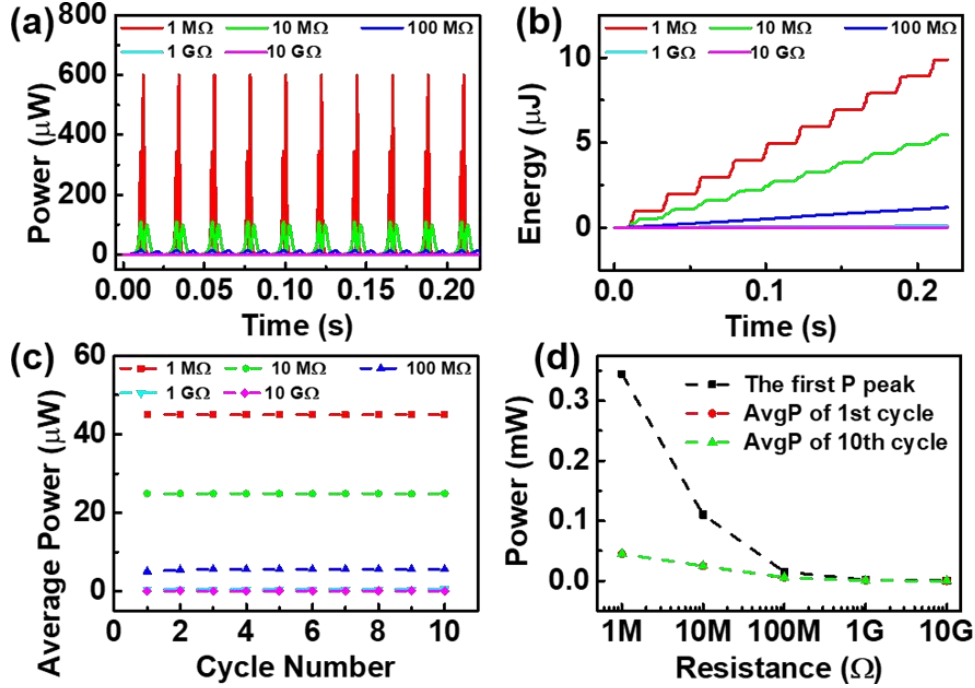 (a)
1 MΩ 10 MΩ 100 MΩ
1 GΩ 10 GΩ
800
600
400
200
0
Power (μW)
0.00 0.05 0.10 0.15 0.20
Time (s)
(b)
1 MΩ 10 MΩ 100 MΩ
1 GΩ 10 GΩ
10
5
0
Energy (μJ)
0.0 0.1 0.2
Time (s)
(c)
1 MΩ 10 MΩ 100 MΩ
1 GΩ 10 GΩ
60
40
20
0
Average Power (μW)
0 2 4 6 8 10
Cycle Number
(d)
The first P peak
AvgP of 1st cycle
AvgP of 10th cycle
0.3
0.2
0.1
0.0
Power (mW)
1M 10M 100M 1G 10G
Resistance (Ω)